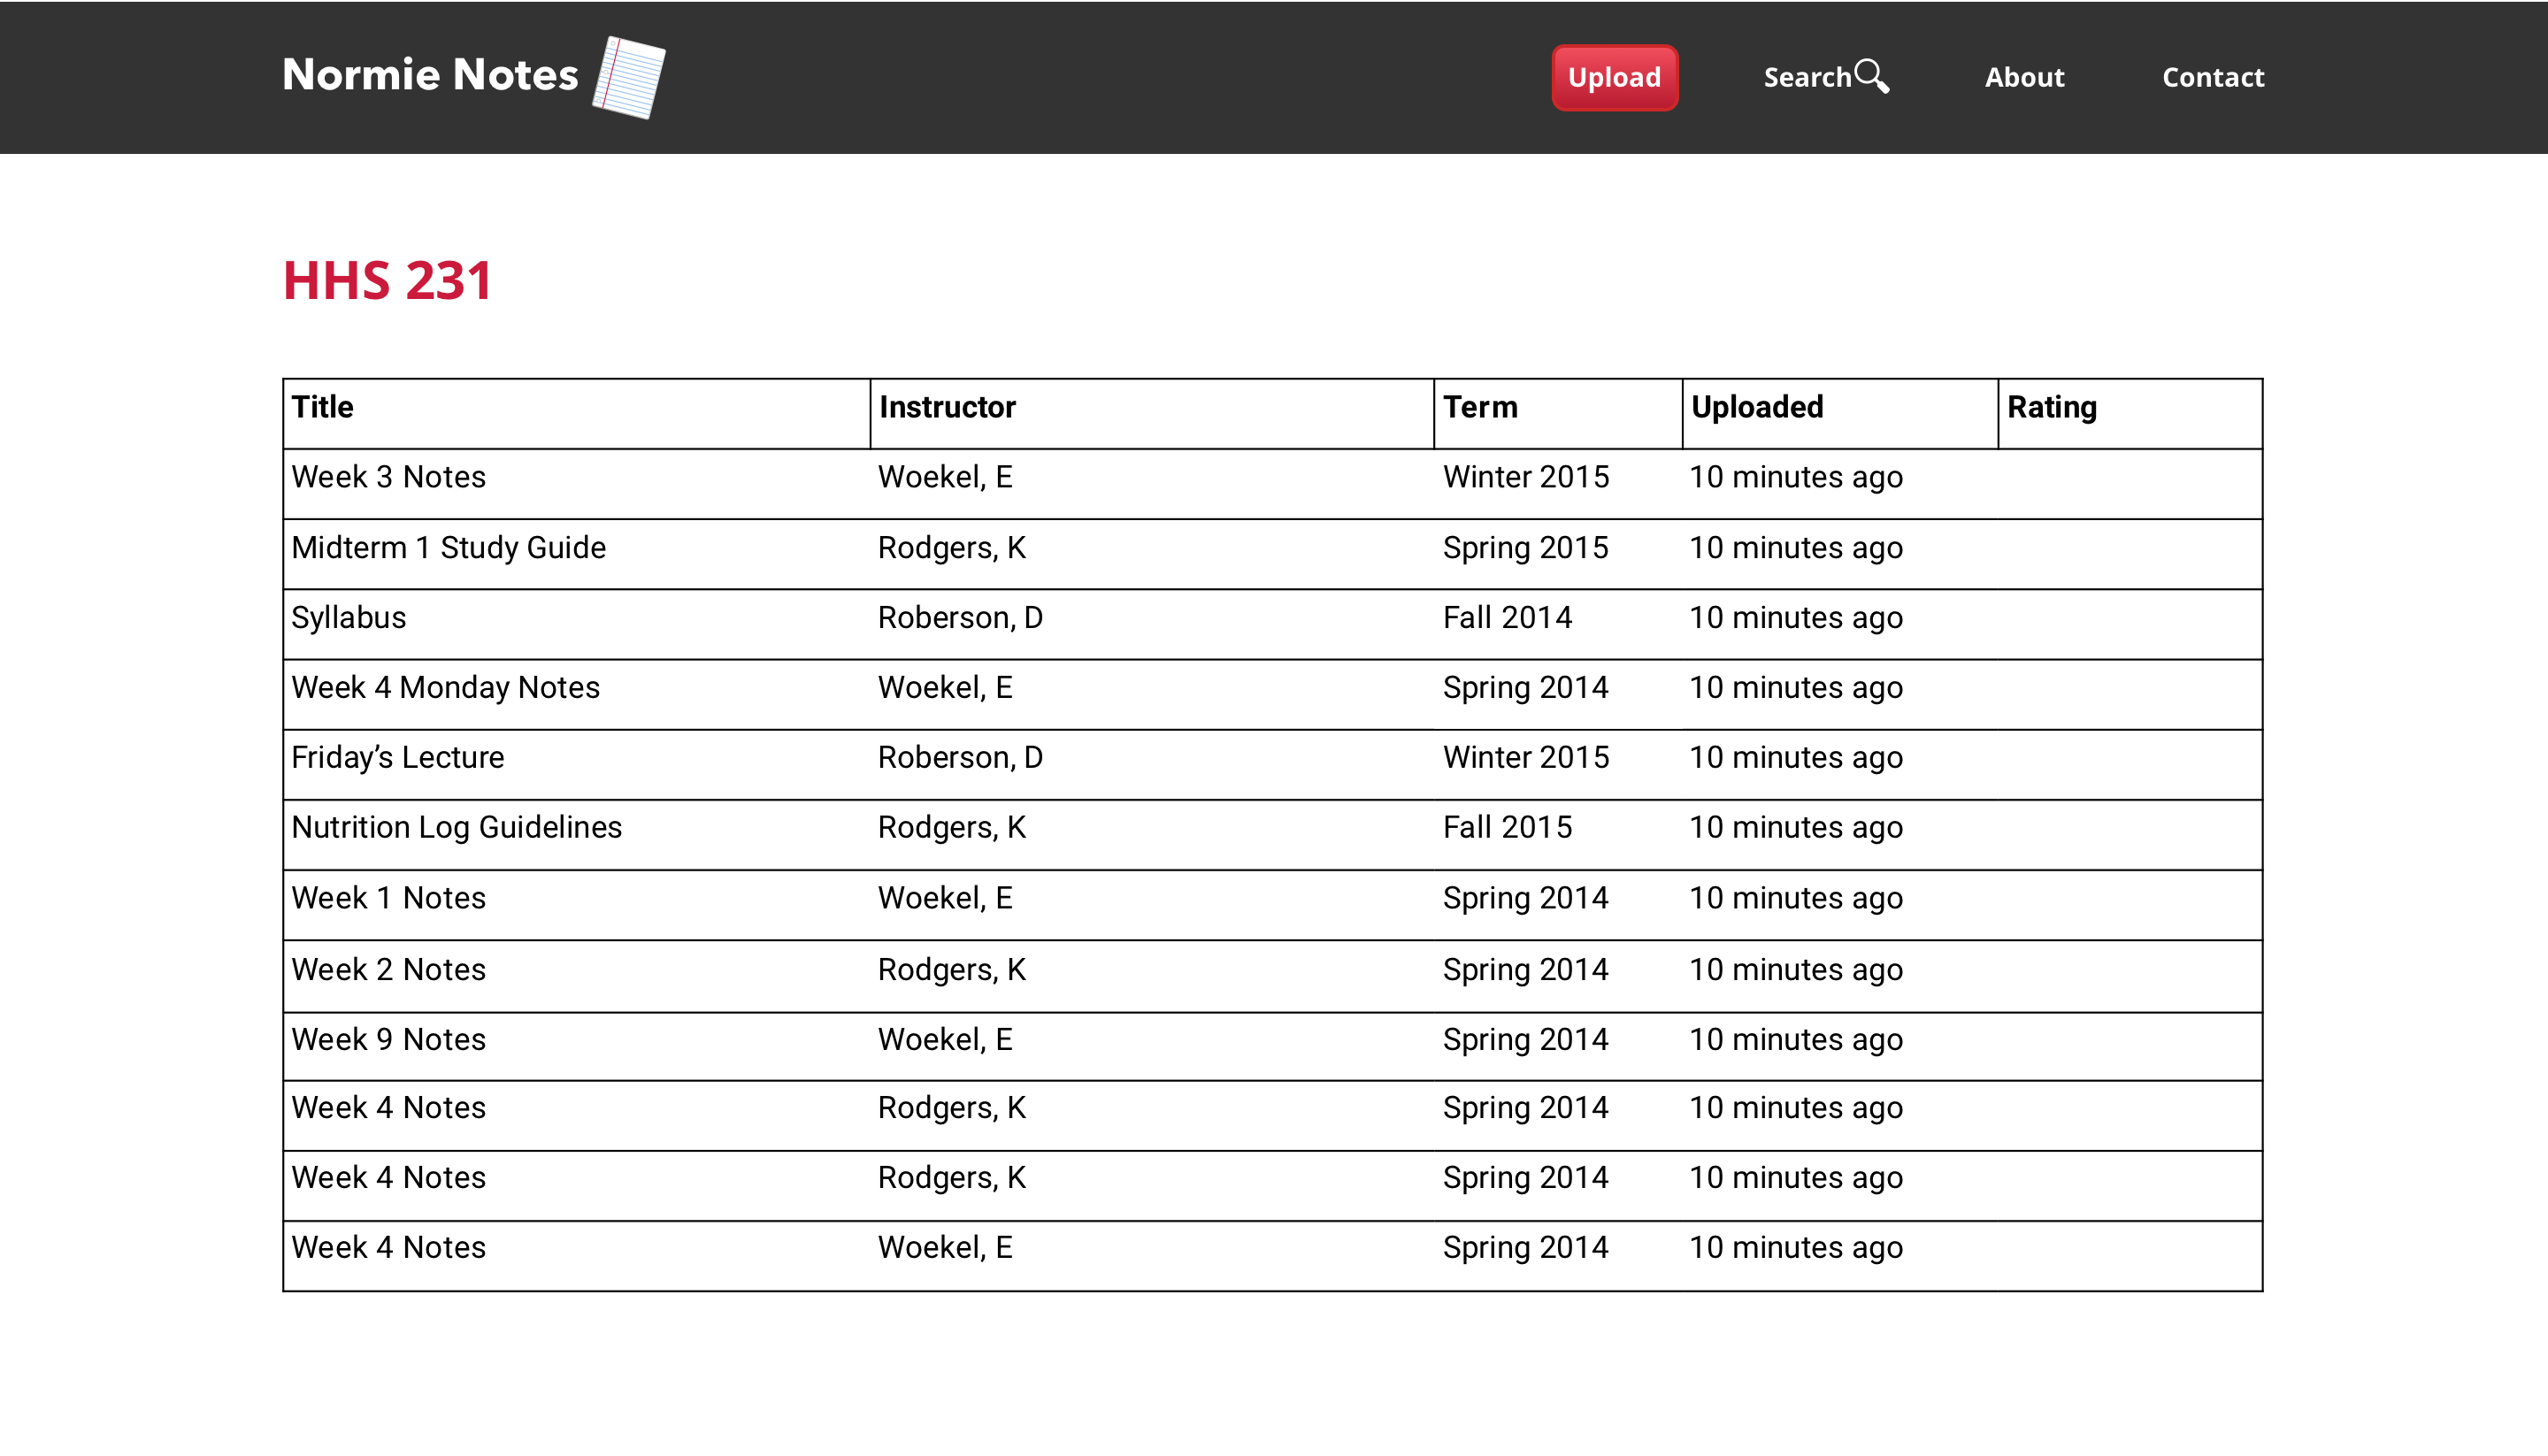 Normie Notes
Upload Search About Contact
HHS 231
Title Instructor Term Uploaded Rating
Week 3 Notes Woekel, E Winter 2015 10 minutes ago
Midterm 1 Study Guide Rodgers, K Spring 2015 10 minutes ago
Syllabus Roberson, D Fall 2014 10 minutes ago
Week 4 Monday Notes Woekel, E Spring 2014 10 minutes ago
Friday’s Lecture Roberson, D Winter 2015 10 minutes ago
Nutrition Log Guidelines Rodgers, K Fall 2015 10 minutes ago
Week 1 Notes Woekel, E Spring 2014 10 minutes ago
Week 2 Notes Rodgers, K Spring 2014 10 minutes ago
Week 9 Notes Woekel, E Spring 2014 10 minutes ago
Week 4 Notes Rodgers, K Spring 2014 10 minutes ago
Week 4 Notes Rodgers, K Spring 2014 10 minutes ago
Week 4 Notes Woekel, E Spring 2014 10 minutes ago